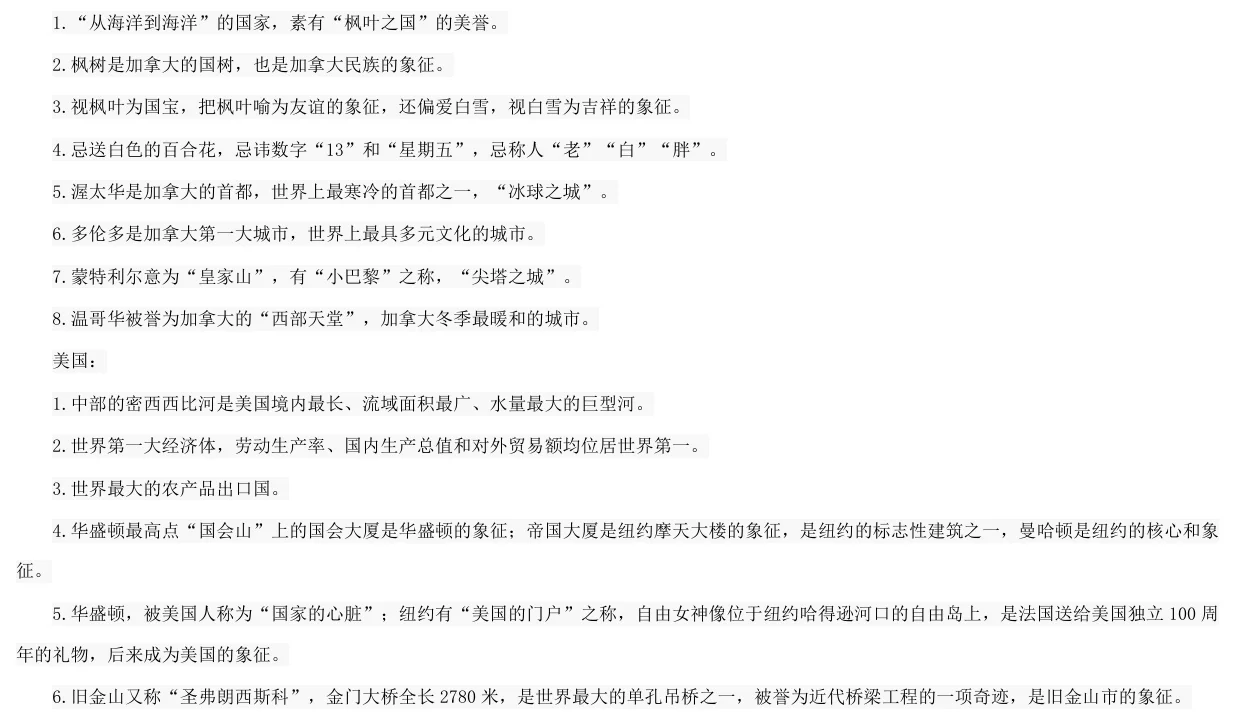 1.“从海洋到海洋”的国家，素有“枫叶之国”的美誉。
2.枫树是加拿大的国树，也是加拿大民族的象征。
3.视枫叶为国宝，把枫叶喻为友谊的象征，还偏爱白雪，视白雪为吉祥的象征。
4.忌送白色的百合花，忌讳数字“13”和“星期五”，忌称人“老”“白”“胖”。
5.渥太华是加拿大的首都，世界上最寒冷的首都之一，“冰球之城”。
6.多伦多是加拿大第一大城市，世界上最具多元文化的城市。
7.蒙特利尔意为“皇家山”，有“小巴黎”之称，“尖塔之城”。
8.温哥华被誉为加拿大的“西部天堂”，加拿大冬季最暖和的城市。
美国：
1.中部的密西西比河是美国境内最长、流域面积最广、水量最大的巨型河。
2.世界第一大经济体，劳动生产率、国内生产总值和对外贸易额均位居世界第一。
3.世界最大的农产品出口国。
4.华盛顿最高点“国会山”上的国会大厦是华盛顿的象征；帝国大厦是纽约摩天大楼的象征，是纽约的标志性建筑之一，曼哈顿是纽约的核心和象
征。
5.华盛顿，被美国人称为“国家的心脏”；纽约有“美国的门户”之称，自由女神像位于纽约哈得逊河口的自由岛上，是法国送给美国独立 100 周
年的礼物，后来成为美国的象征。
6.旧金山又称“圣弗朗西斯科”，金门大桥全长 2780 米，是世界最大的单孔吊桥之一，被誉为近代桥梁工程的一项奇迹，是旧金山市的象征。